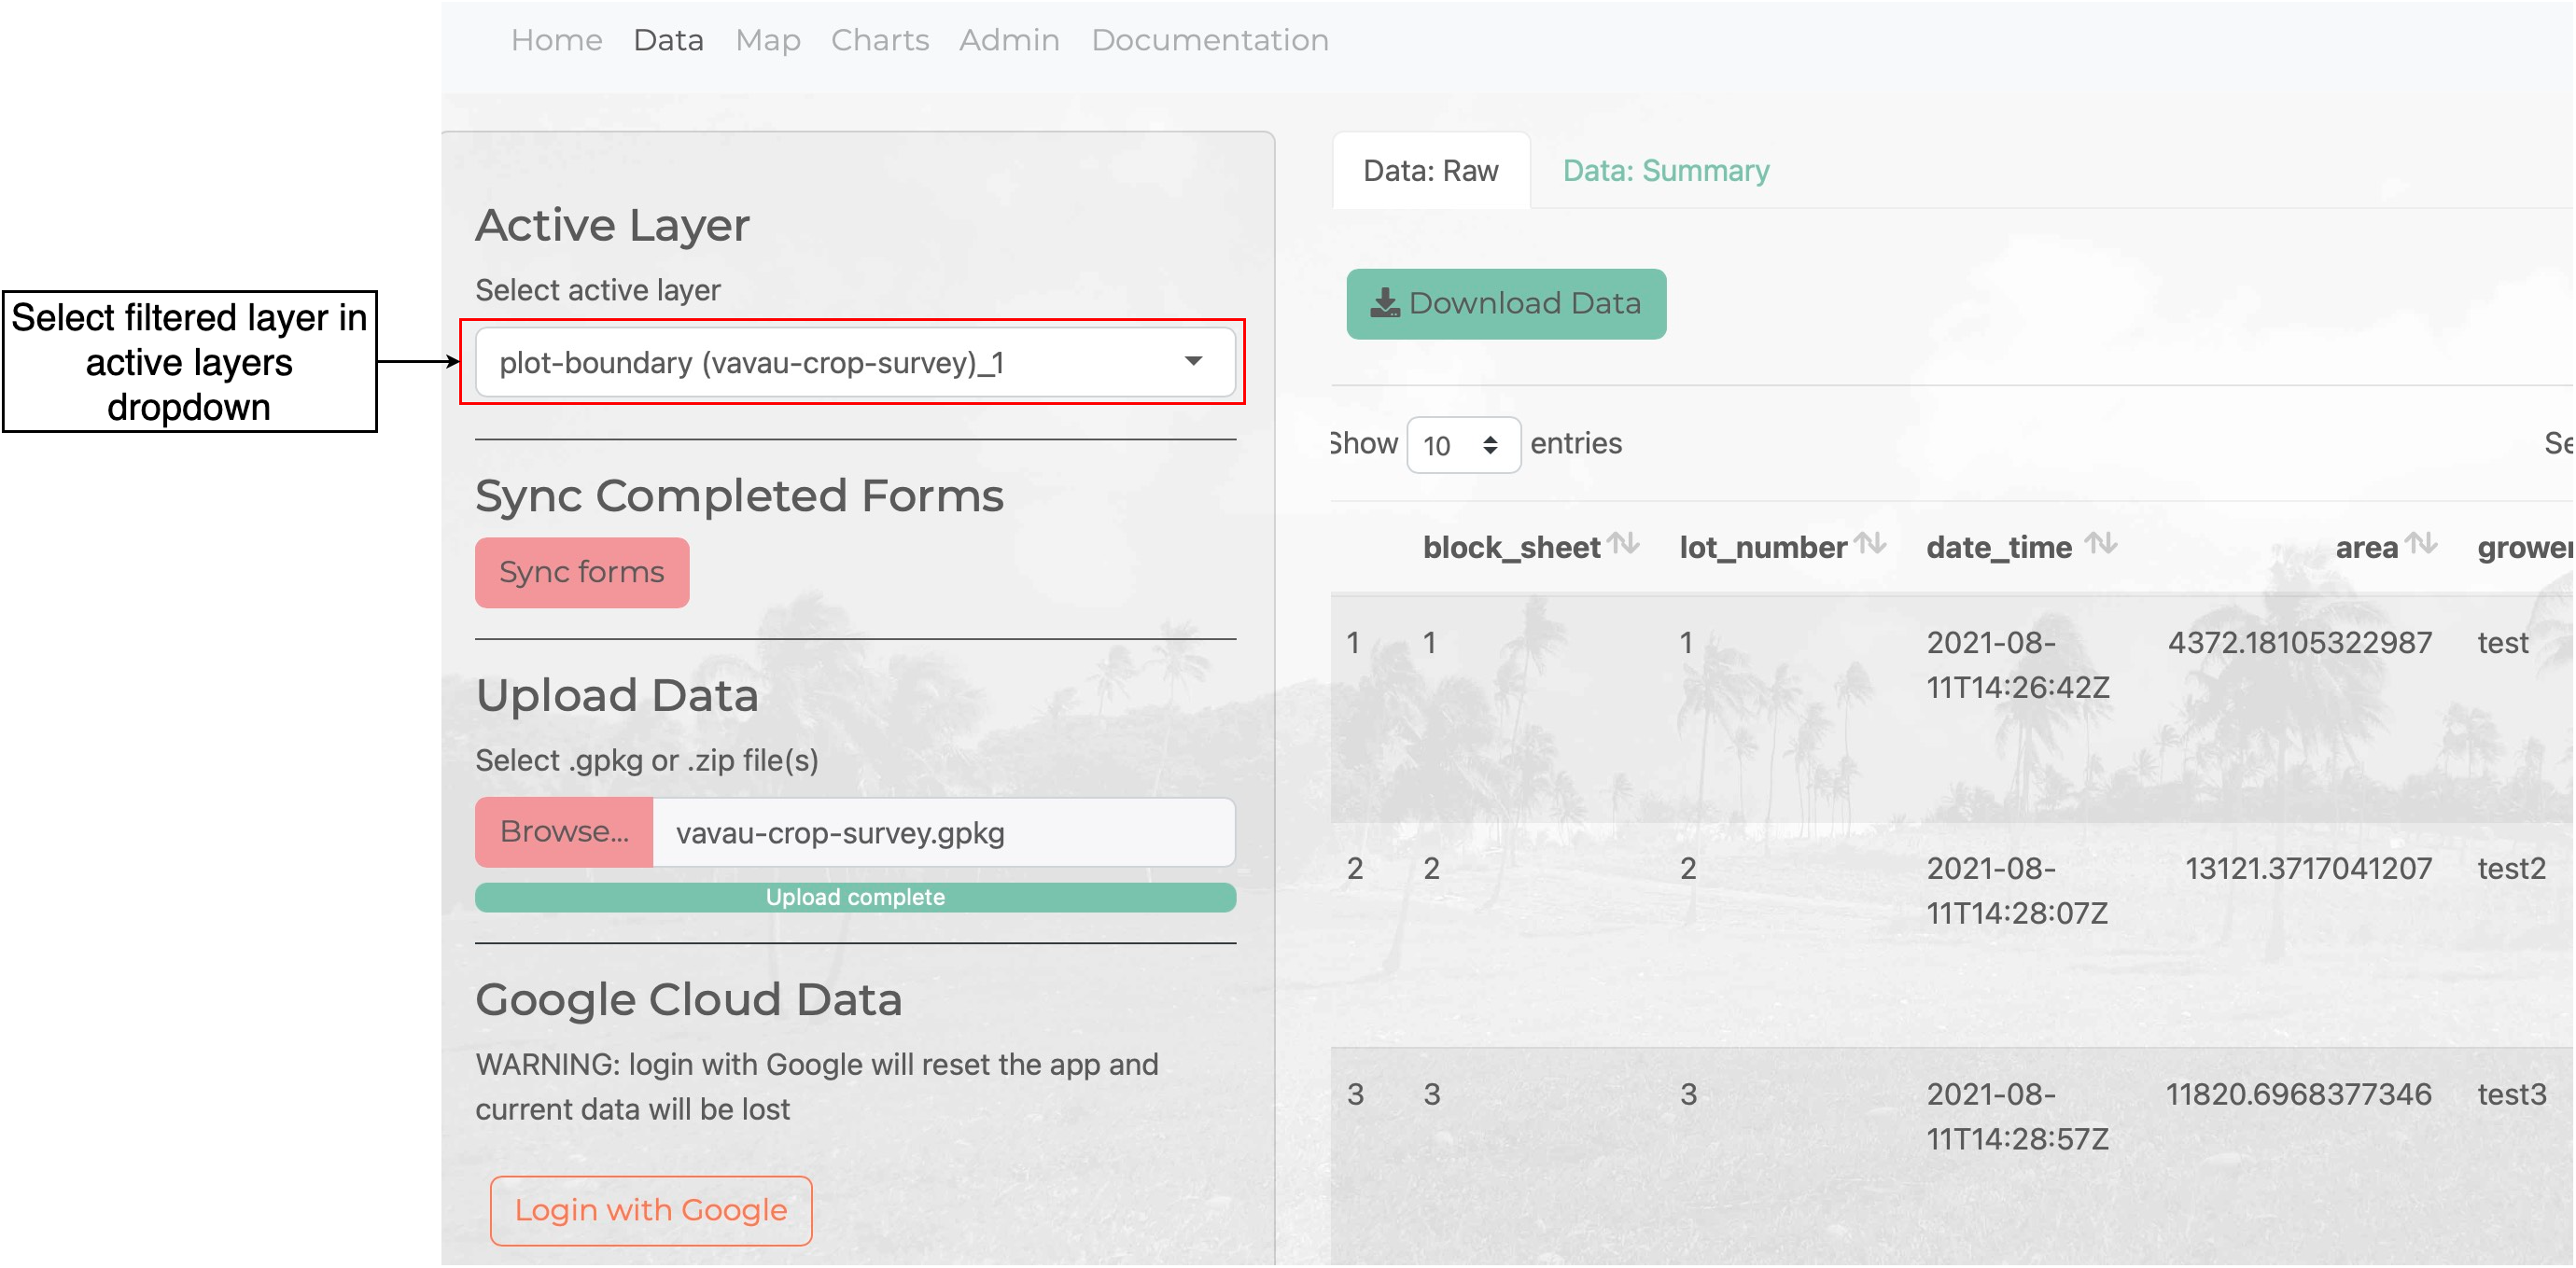 Home Data Map Charts Admin Documentation
Select filtered layer in
active layers
dropdown
Active Layer
Select active layer
plot-boundary (vavau-crop-survey)_1
Sync Completed Forms
Sync forms
Upload Data
Select .gpkg or .zip file(s)
Browse... vavau-crop-survey.gpkg
Upload complete
Google Cloud Data
WARNING: login with Google will reset the app and
current data will be lost
Login with Google
Data: Raw Data: Summary
Download Data
Show 10 entries Se
block_sheet lot_number date_time area grower
1 1 1 2021-08- 4372.18105322987 test
11T14:26:42Z
2 2 2 2021-08- 13121.3717041207 test2
11T14:28:07Z
3 3 3 2021-08- 11820.6968377346 test3
11T14:28:57Z